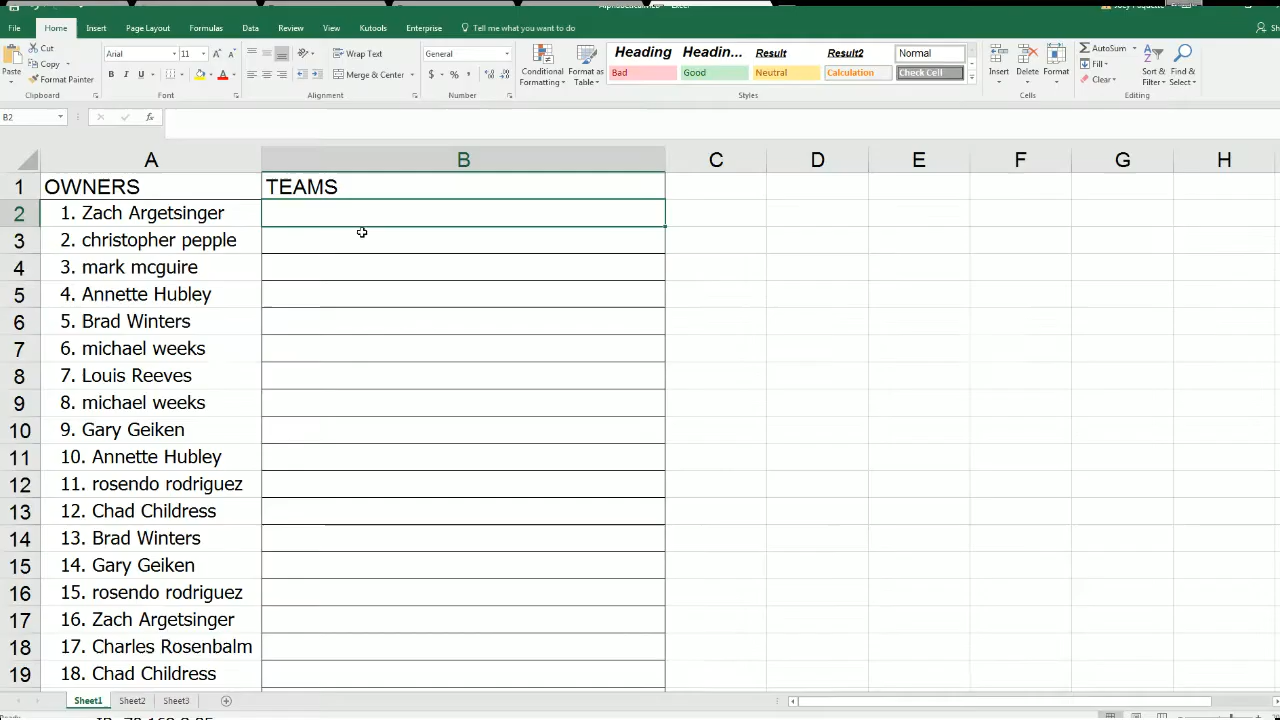 File Home Insert Page Layout Formulas Data Review View Kutools Enterprise Tell me what you want to do
Cut Arial 11 Wrap Text General Heading Headin... Result Result2 Normal AutoSum
Copy Fill
Paste Format Painter B I U A Merge & Center $ % Conditional Formatting Format as Table Bad Good Neutral Calculation Check Cell Insert Delete Format Clear Sort & Filter Find & Select
Clipboard Font Alignment Number Styles Cells Editing
B2 fx
A B C D E F G H
1 OWNERS TEAMS
2 1. Zach Argetsinger
3 2. christopher pepple
4 3. mark mcguire
5 4. Annette Hubley
6 5. Brad Winters
7 6. michael weeks
8 7. Louis Reeves
9 8. michael weeks
10 9. Gary Geiken
11 10. Annette Hubley
12 11. rosendo rodriguez
13 12. Chad Childress
14 13. Brad Winters
15 14. Gary Geiken
16 15. rosendo rodriguez
17 16. Zach Argetsinger
18 17. Charles Rosenbalm
19 18. Chad Childress
Sheet1 Sheet2 Sheet3